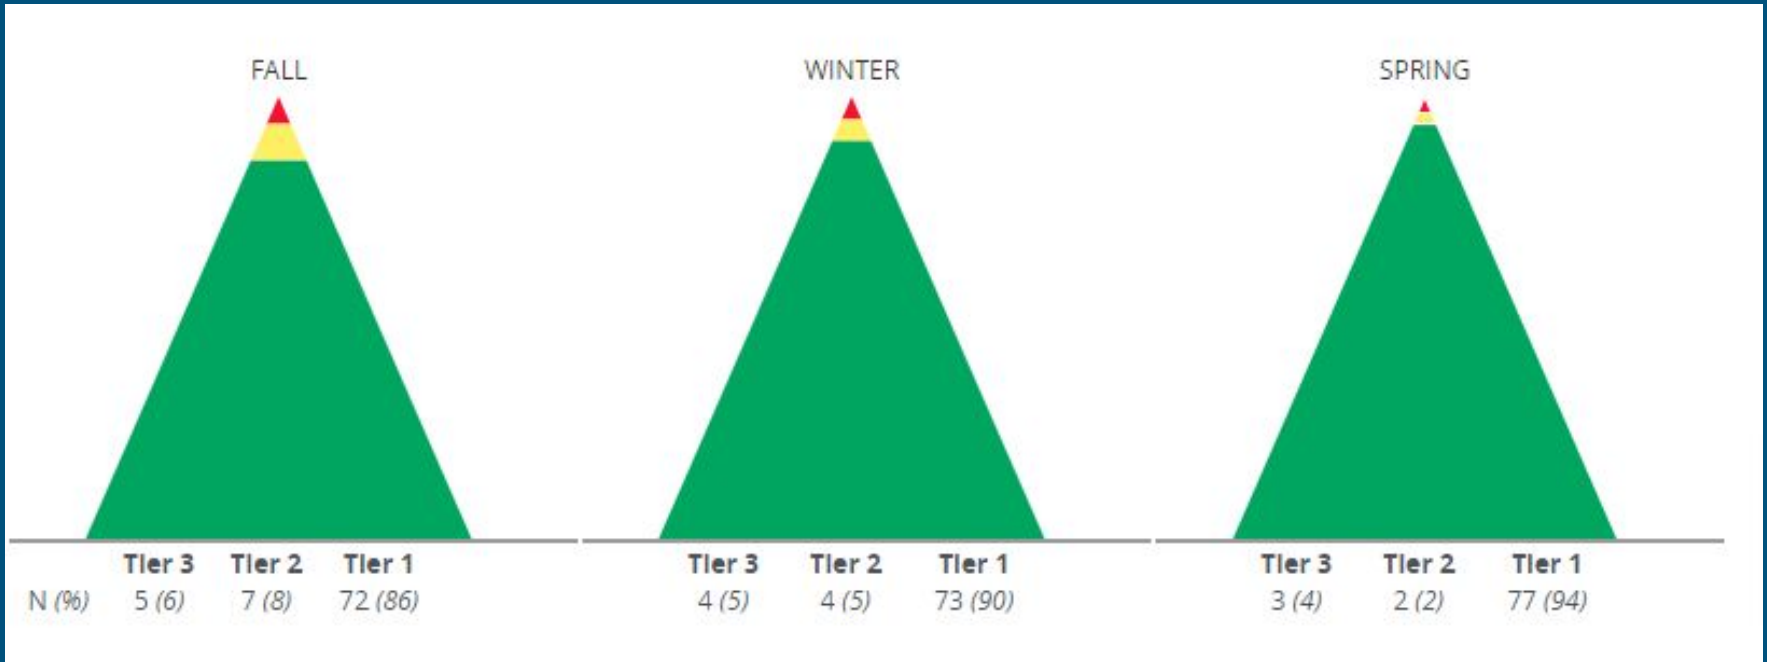 FALL WINTER SPRING
Tier 3 Tier 2 Tier 1 Tier 3 Tier 2 Tier 1 Tier 3 Tier 2 Tier 1
N (%) 5 (6) 7 (8) 72 (86) 4 (5) 4 (5) 73 (90) 3 (4) 2 (2) 77 (94)